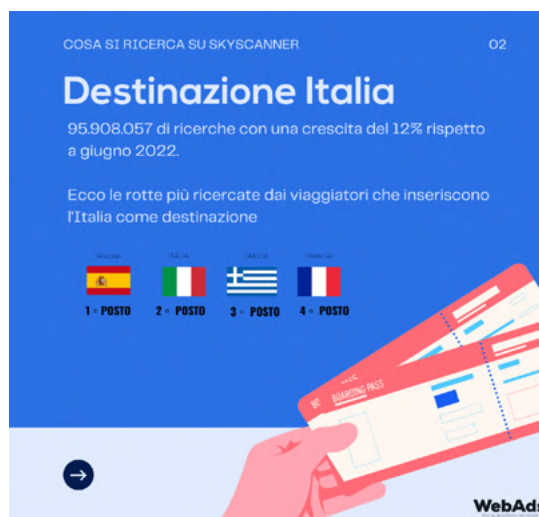 COSA SI RICERCA SU SKYSCANNER 02
Destinazione Italia
95.908.057 di ricerche con una crescita del 12% rispetto
a giugno 2022.
Ecco le rotte più ricercate dai viaggiatori che inseriscono
l'Italia come destinazione
ITALIA GRECIA FRANCIA
1° POSTO 2° POSTO 3° POSTO 4° POSTO
BOARDING PASS
WebAds